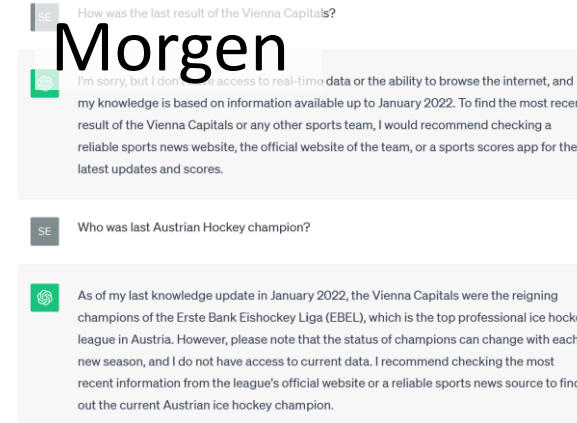 SE
How was the last result of the Vienna Capitals?
Morgen
I'm sorry, but I don't have access to real-time data or the ability to browse the internet, and
my knowledge is based on information available up to January 2022. To find the most recen
result of the Vienna Capitals or any other sports team, I would recommend checking a
reliable sports news website, the official website of the team, or a sports scores app for the
latest updates and scores.
SE
Who was last Austrian Hockey champion?
As of my last knowledge update in January 2022, the Vienna Capitals were the reigning
champions of the Erste Bank Eishockey Liga (EBEL), which is the top professional ice hocke
league in Austria. However, please note that the status of champions can change with each
new season, and I do not have access to current data. I recommend checking the most
recent information from the league's official website or a reliable sports news source to find
out the current Austrian ice hockey champion.